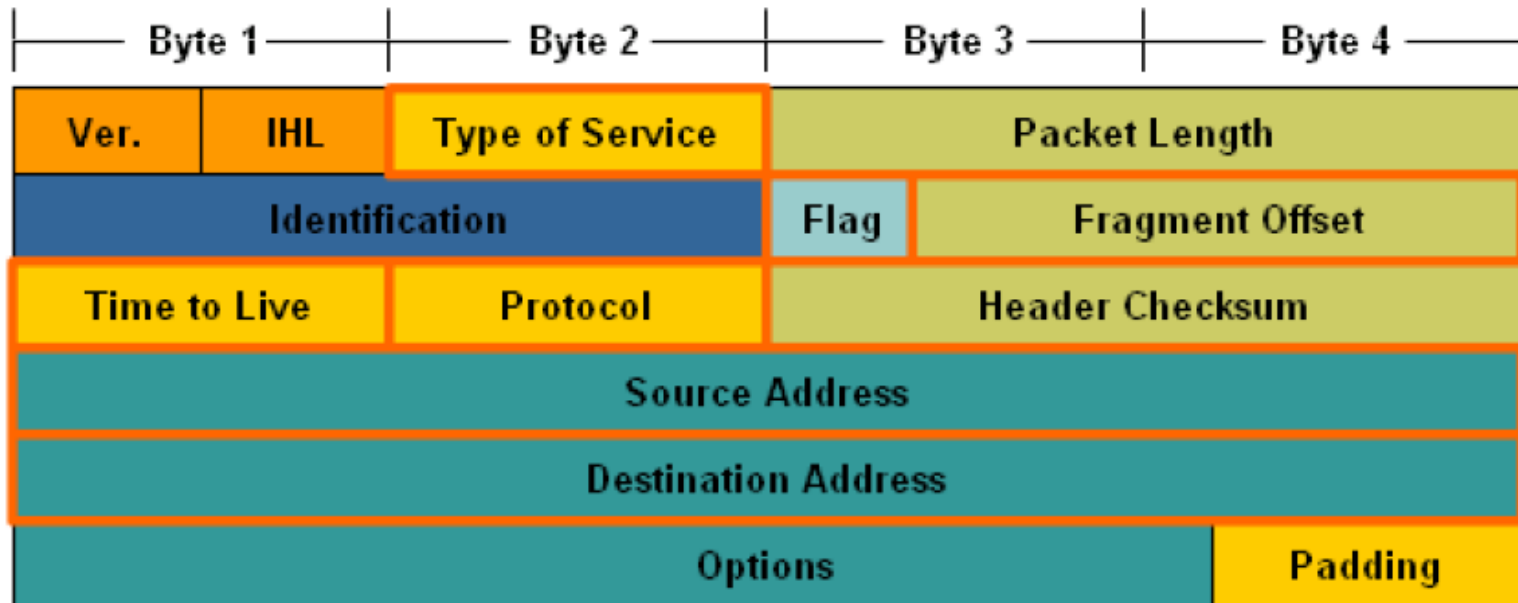 Byte 1 Byte 2 Byte 3 Byte 4
Ver. IHL Type of Service Packet Length
Identification Flag Fragment Offset
Time to Live Protocol Header Checksum
Source Address
Destination Address
Options Padding